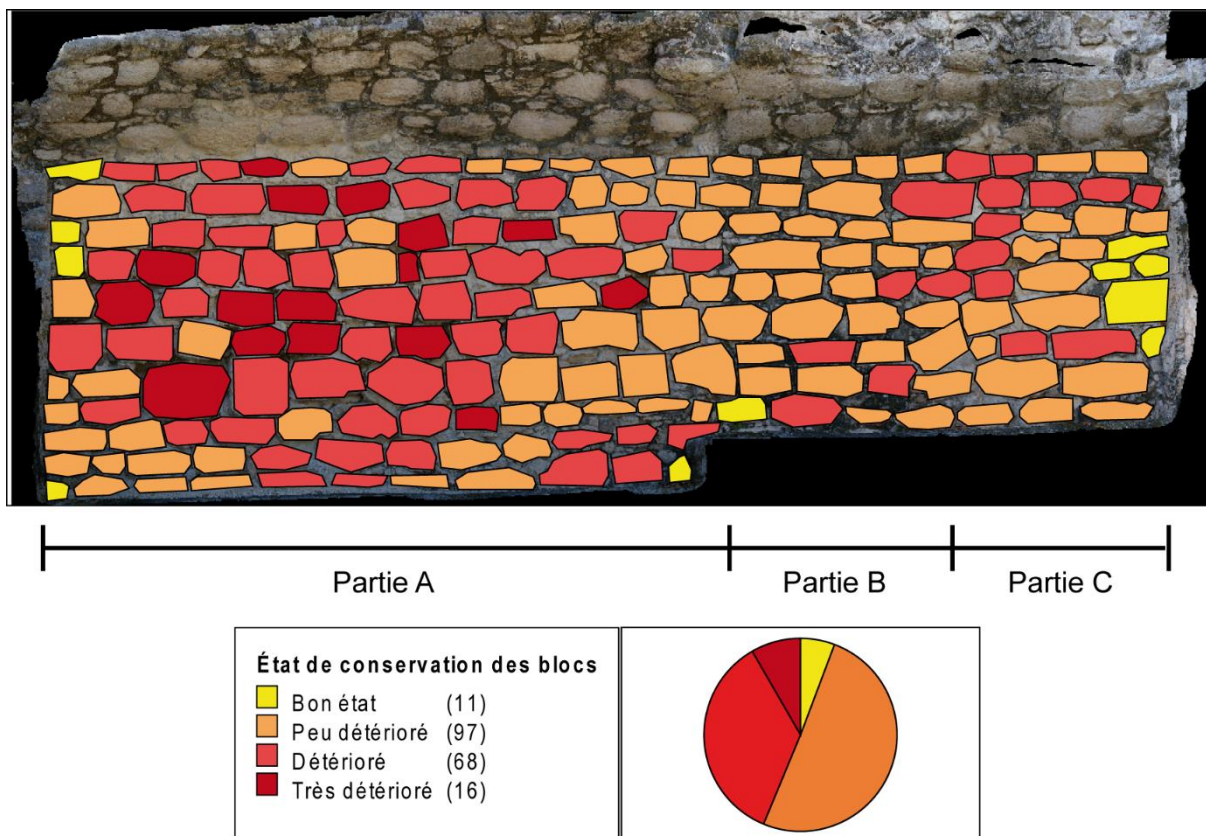 Partie A
Partie B
Partie C
État de conservation des blocs
Bon état (11)
Peu détérioré (97)
Détérioré (68)
Très détérioré (16)